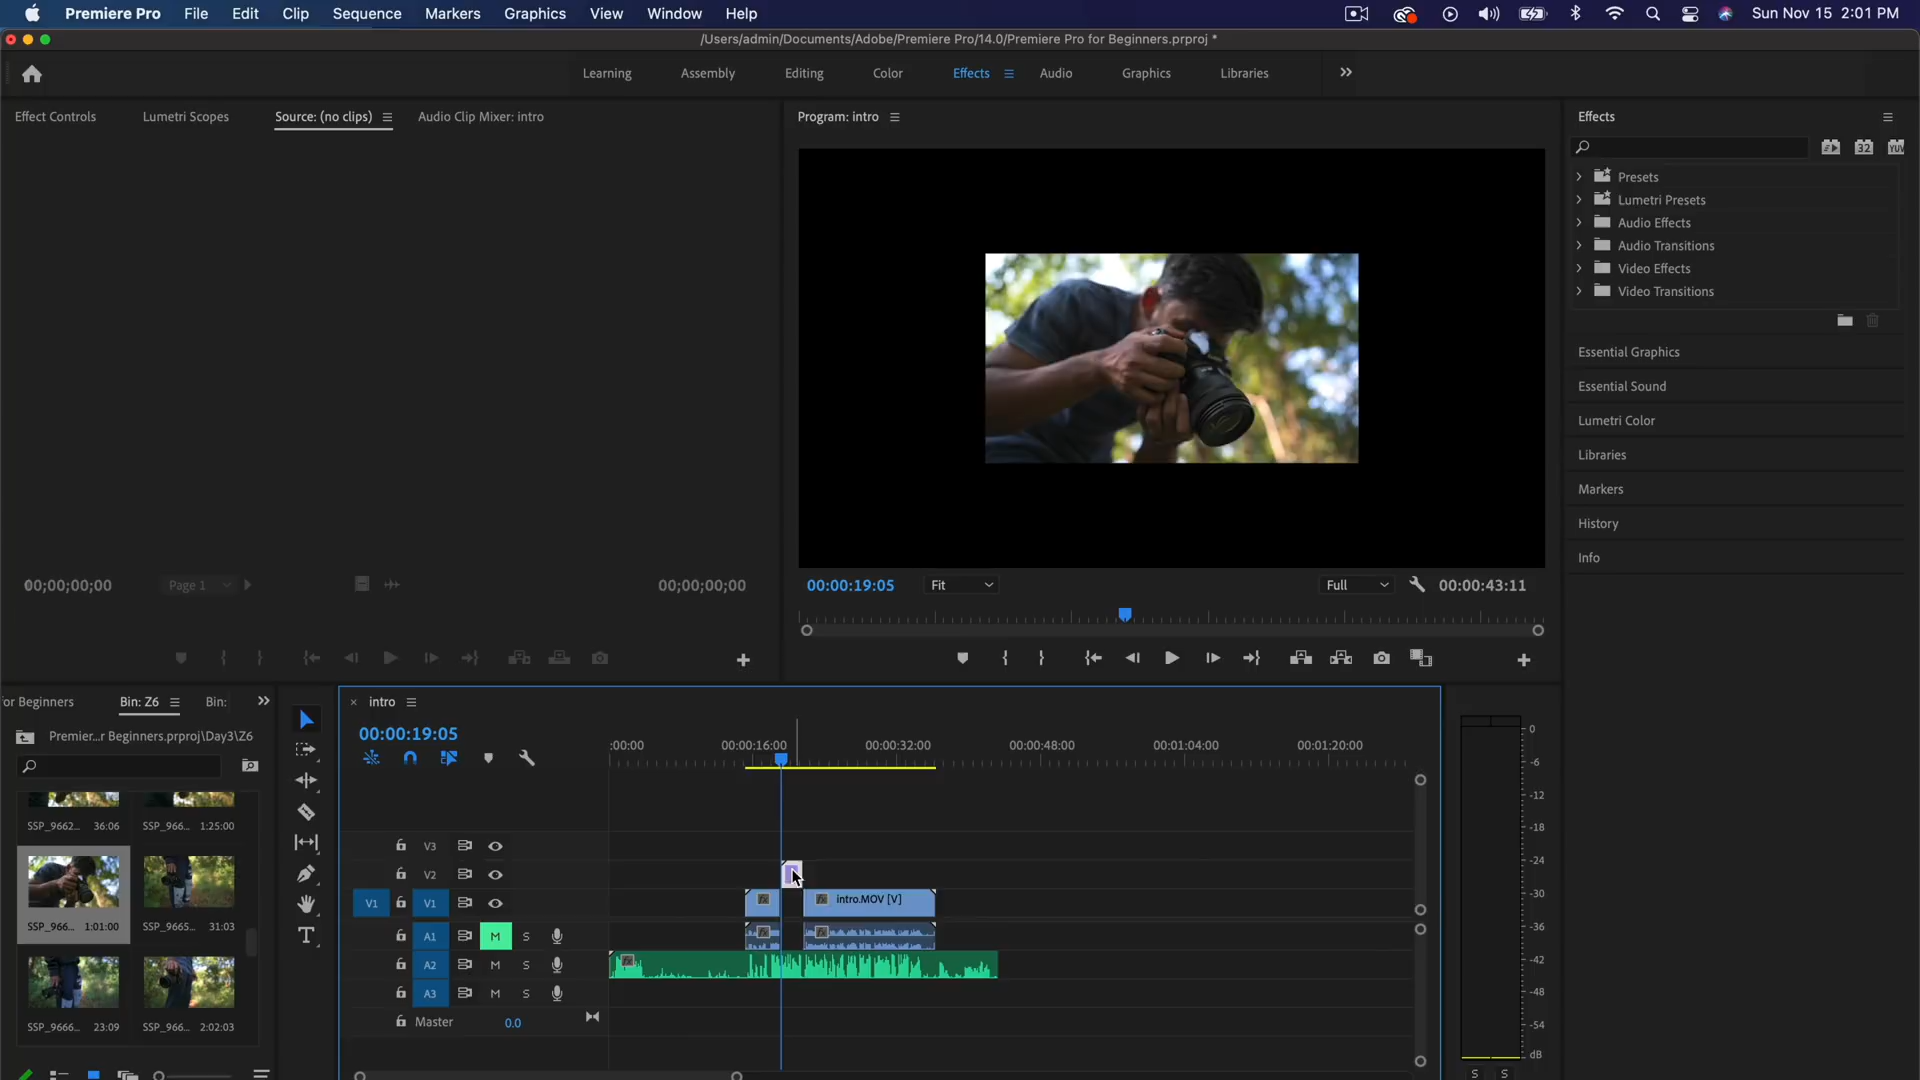 Premiere Pro File Edit Clip Sequence Markers Graphics View Window Help Sun Nov 15 2:01 PM
/Users/admin/Documents/Adobe/Premiere Pro/14.0/Premiere Pro for Beginners.prproj *
Learning Assembly Editing Color Effects Audio Graphics Libraries
Effect Controls Lumetri Scopes Source: (no clips) Audio Clip Mixer: intro
Program: intro
Effects
32 YUV
Presets
Lumetri Presets
Audio Effects
Audio Transitions
Video Effects
Video Transitions
Essential Graphics
Essential Sound
Lumetri Color
Libraries
Markers
History
Info
00;00;00;00 Page 1 00;00;00;00
00:00:19:05 Fit Full 00:00:43:11
or Beginners Bin: Z6 Bin:
Premier...r Beginners.prproj\Day3\Z6
SSP_9662... 36:06 SSP_966... 1:25:00
SSP_966... 1:01:00 SSP_9665... 31:03
SSP_9666... 23:09 SSP_966... 2:02:03
intro
00:00:19:05
:00:00 00:00:16:00 00:00:32:00 00:00:48:00 00:01:04:00 00:01:20:00
V3
V2
V1 V1 fx fx intro.MOV [V]
A1 M S fx fx
A2 M S fx
A3 M S
Master 0.0
0
-6
-12
-18
-24
-30
-36
-42
-48
-54
dB
S S